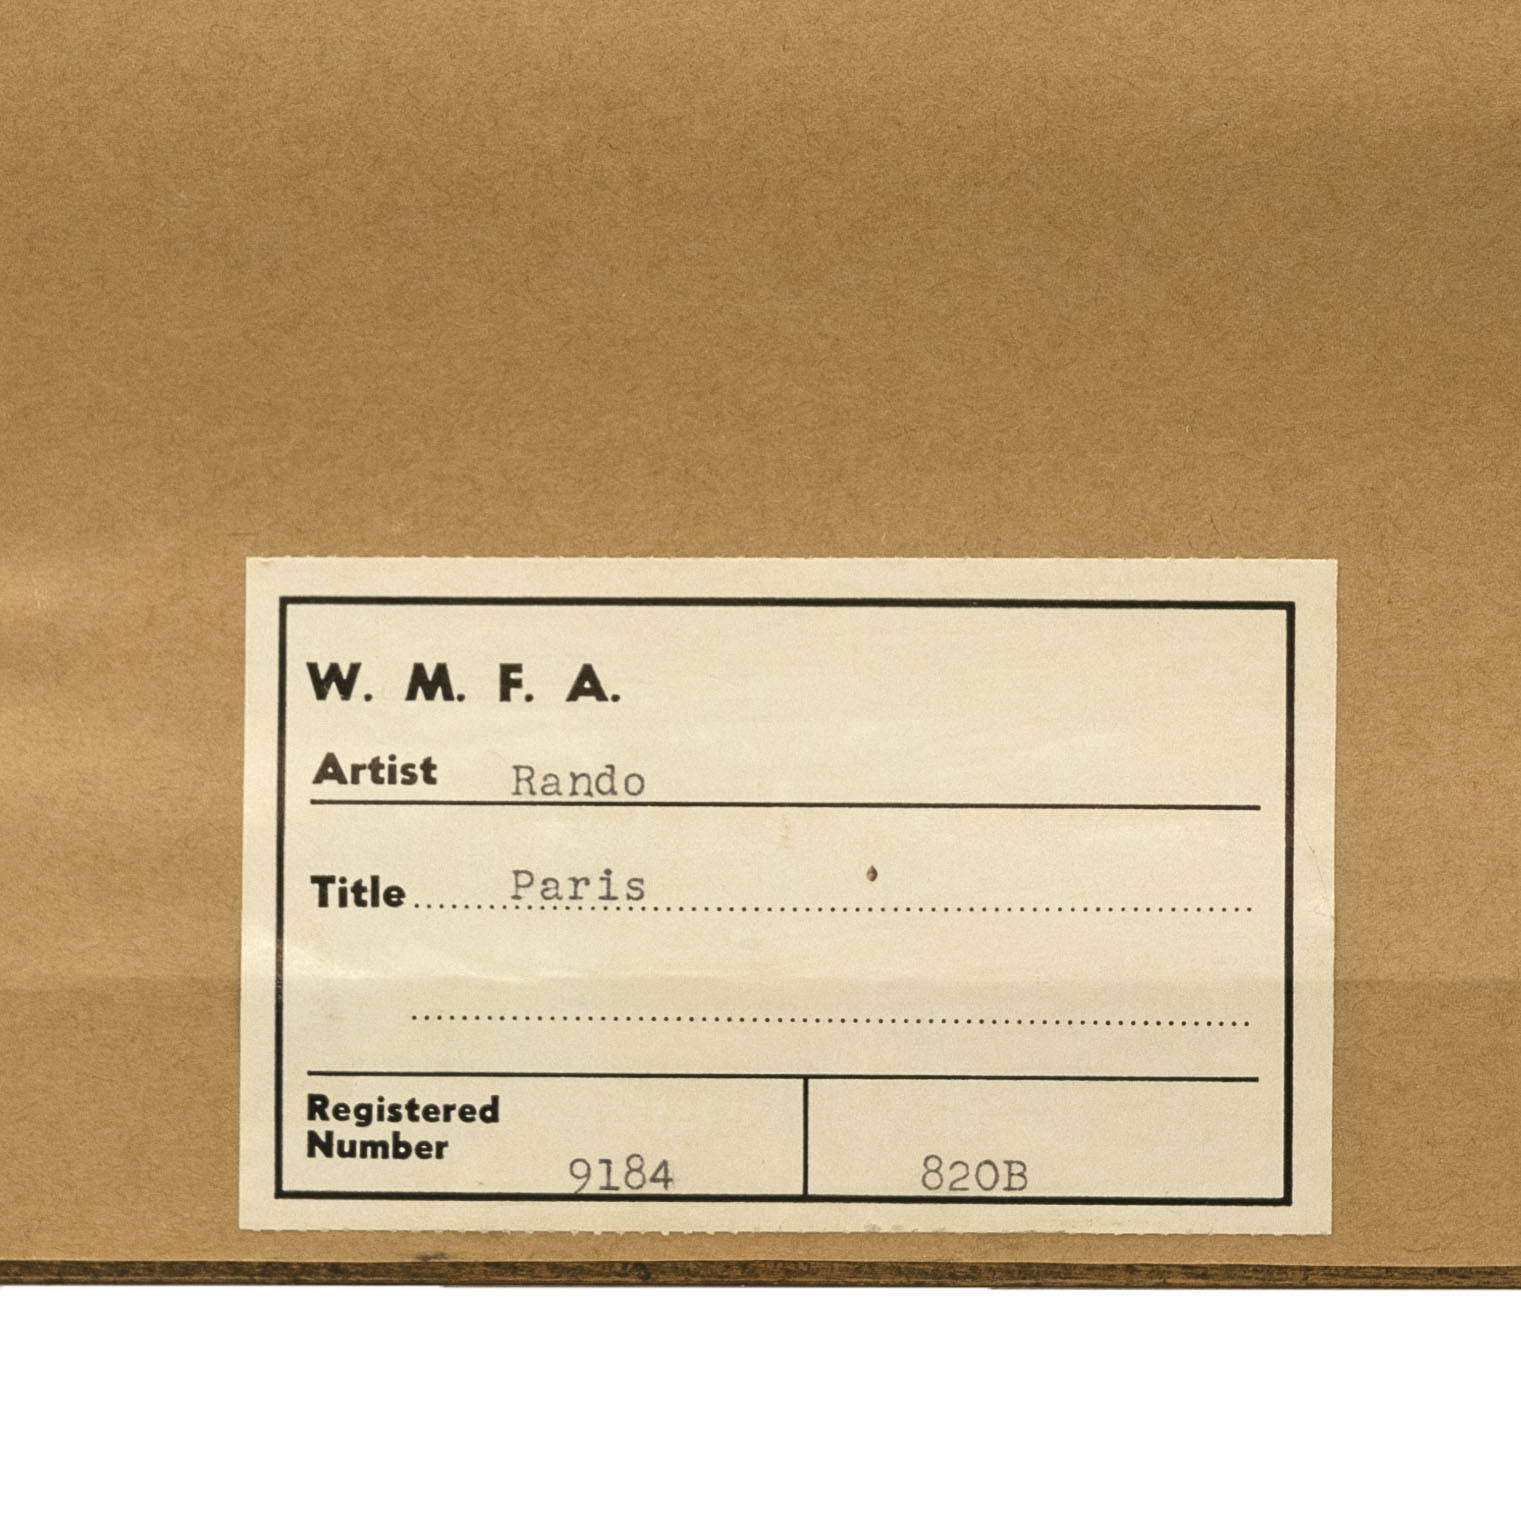 W. M. F. A.
Artist Rando
Title Paris
Registered
Number 9184 820B